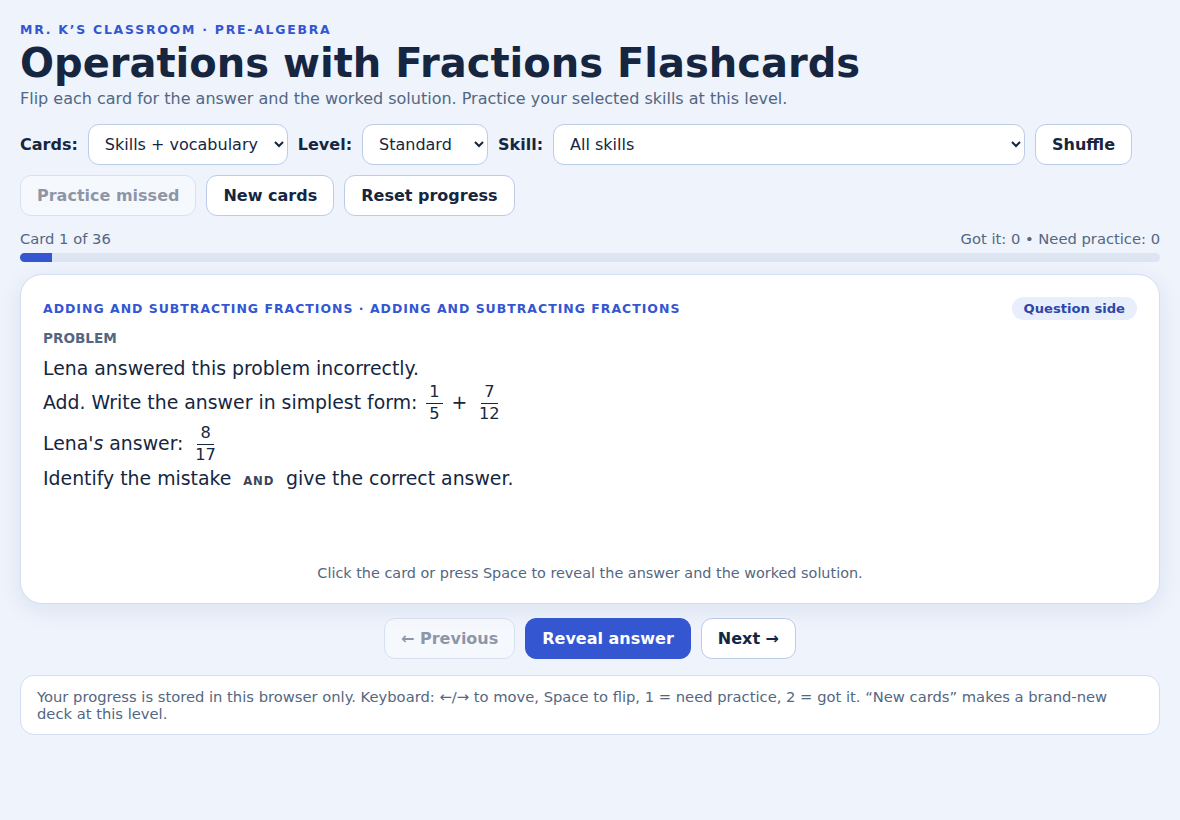 MR. K’S CLASSROOM · PRE-ALGEBRA
Operations with Fractions Flashcards
Flip each card for the answer and the worked solution. Practice your selected skills at this level.
Cards: Skills + vocabulary Level: Standard Skill: All skills Shuffle
Practice missed New cards Reset progress
Card 1 of 36 Got it: 0 • Need practice: 0
ADDING AND SUBTRACTING FRACTIONS · ADDING AND SUBTRACTING FRACTIONS Question side
PROBLEM
Lena answered this problem incorrectly.
Add. Write the answer in simplest form: 1/5 + 7/12
Lena's answer: 8/17
Identify the mistake AND give the correct answer.
Click the card or press Space to reveal the answer and the worked solution.
← Previous Reveal answer Next →
Your progress is stored in this browser only. Keyboard: ←/→ to move, Space to flip, 1 = need practice, 2 = got it. “New cards” makes a brand-new
deck at this level.